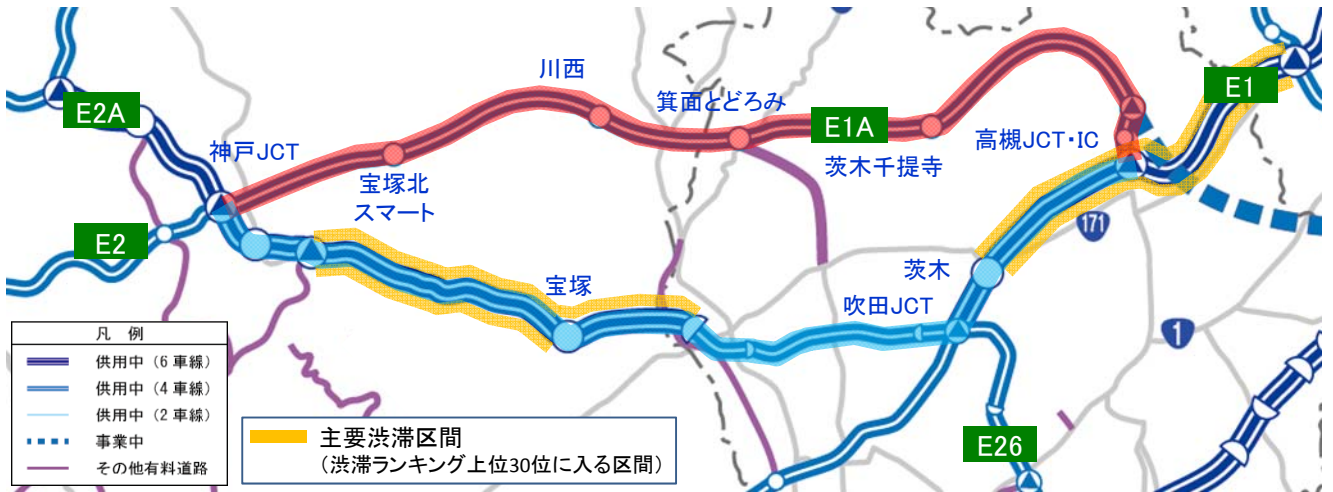 川西
箕面とどろみ
E1
E2A
E1A
神戸JCT
高槻JCT・IC
宝塚北
スマート
茨木千提寺
E2
171
茨木
宝塚
吹田JCT
1
凡 例
供用中（6 車線）
供用中（4 車線）
供用中（2 車線）
事業中
その他有料道路
主要渋滞区間
（渋滞ランキング上位30位に入る区間）
E26